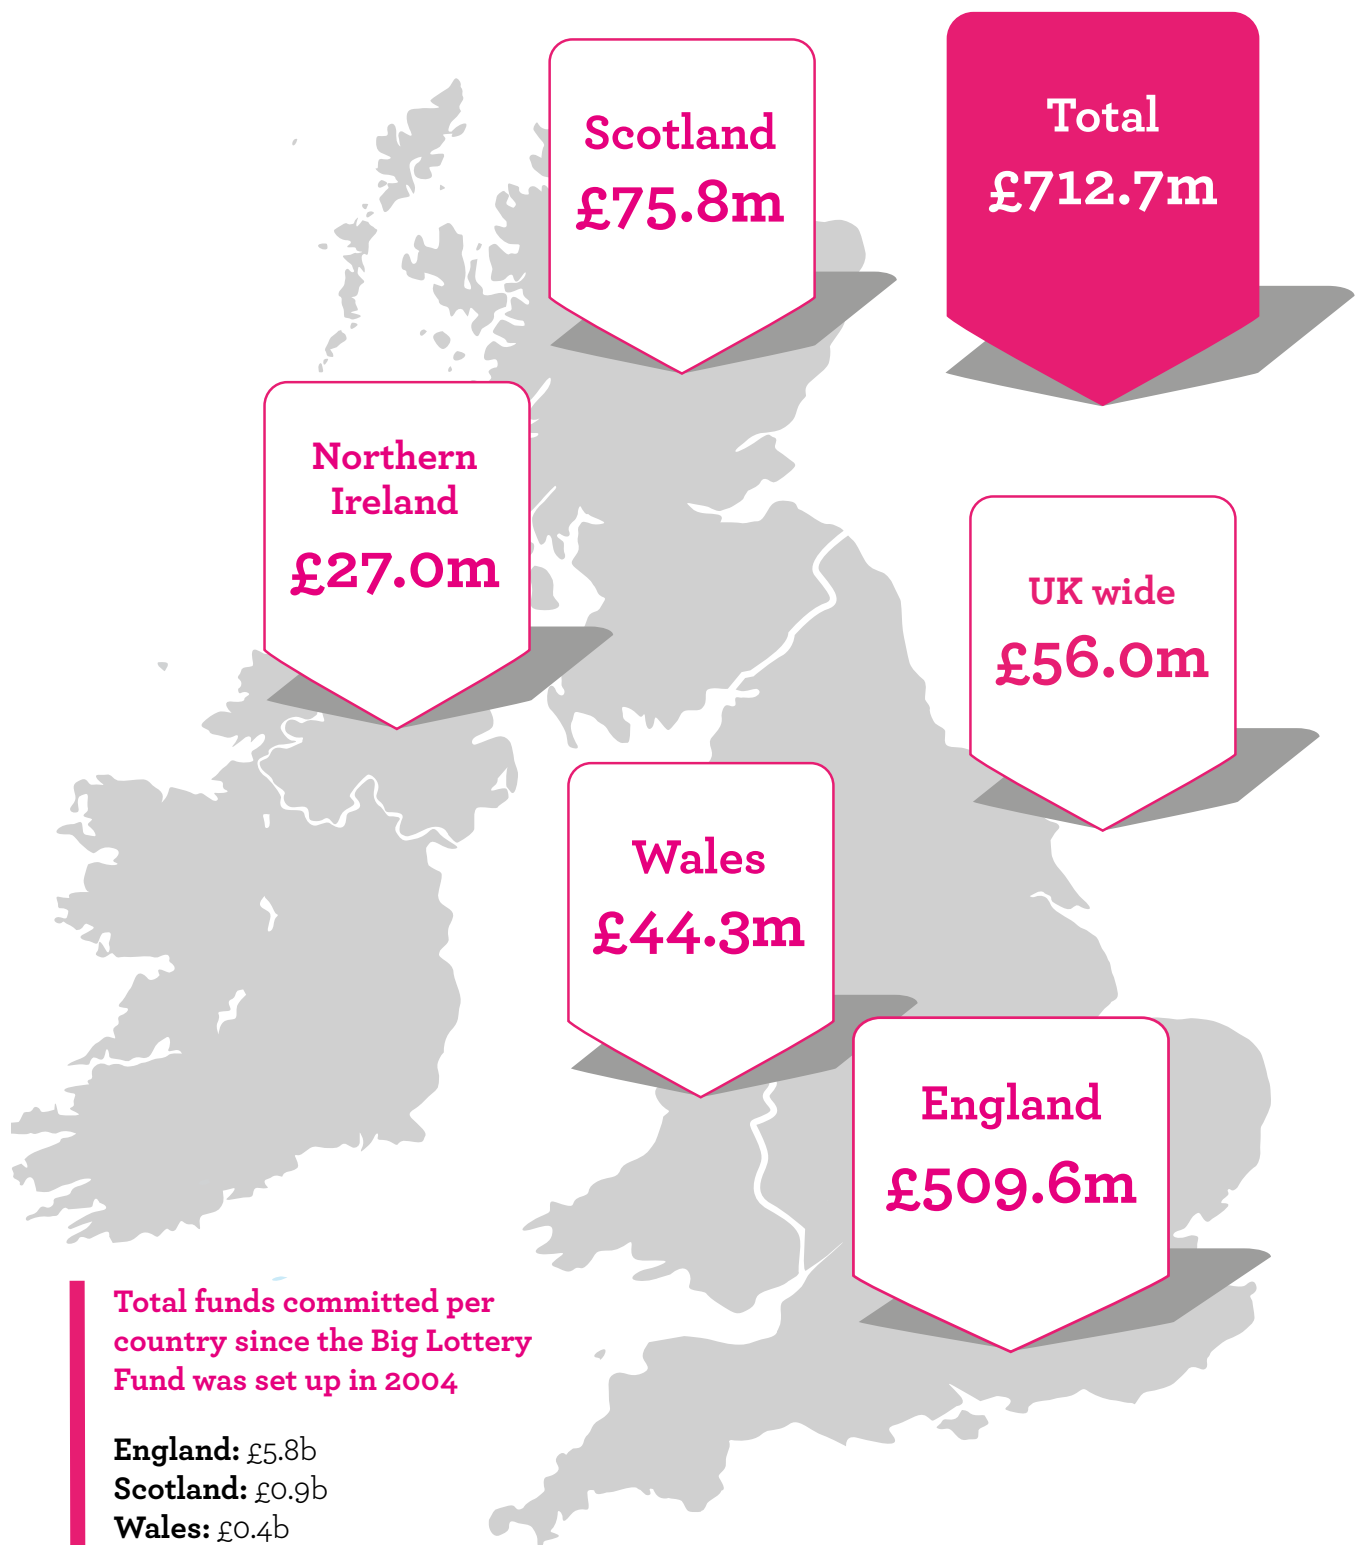 Scotland
£75.8m
Total
£712.7m
Northern
Ireland
£27.0m
UK wide
£56.0m
Wales
£44.3m
England
£509.6m
Total funds committed per
country since the Big Lottery
Fund was set up in 2004
England: £5.8b
Scotland: £0.9b
Wales: £0.4b